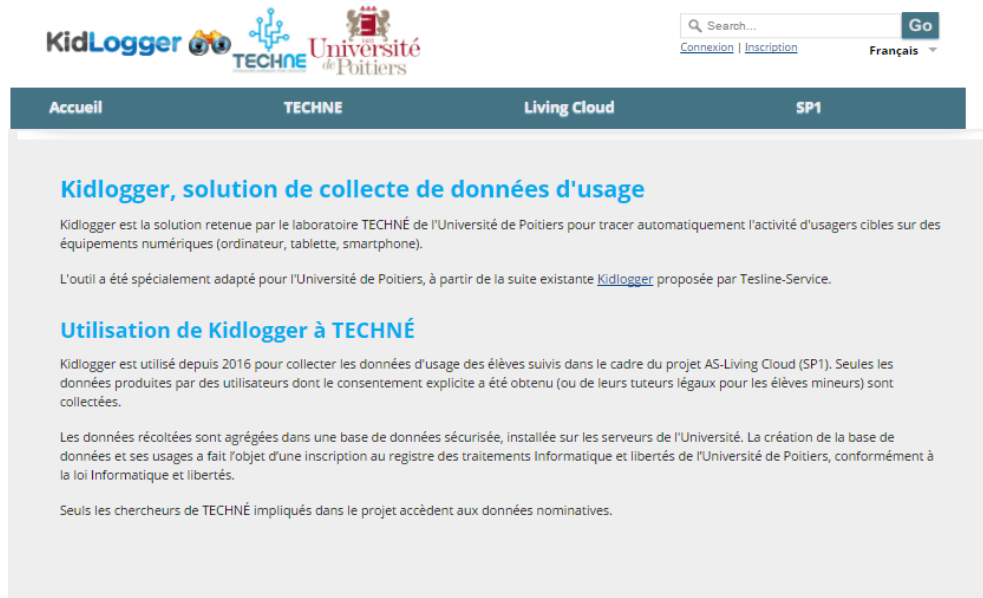 KidLogger
TECHNE
Université
de Poitiers
Search...
Go
Connexion | Inscription
Français
Accueil
TECHNE
Living Cloud
SP1
Kidlogger, solution de collecte de données d'usage
Kidlogger est la solution retenue par le laboratoire TECHNÉ de l'Université de Poitiers pour tracer automatiquement l'activité d'usagers cibles sur des
équipements numériques (ordinateur, tablette, smartphone).
L'outil a été spécialement adapté pour l'Université de Poitiers, à partir de la suite existante Kidlogger proposée par Tesline-Service.
Utilisation de Kidlogger à TECHNÉ
Kidlogger est utilisé depuis 2016 pour collecter les données d'usage des élèves suivis dans le cadre du projet AS-Living Cloud (SP1). Seules les
données produites par des utilisateurs dont le consentement explicite a été obtenu (ou de leurs tuteurs légaux pour les élèves mineurs) sont
collectées.
Les données récoltées sont agrégées dans une base de données sécurisée, installée sur les serveurs de l'Université. La création de la base de
données et ses usages a fait l'objet d'une inscription au registre des traitements Informatique et libertés de l'Université de Poitiers, conformément à
la loi Informatique et libertés.
Seuls les chercheurs de TECHNÉ impliqués dans le projet accèdent aux données nominatives.